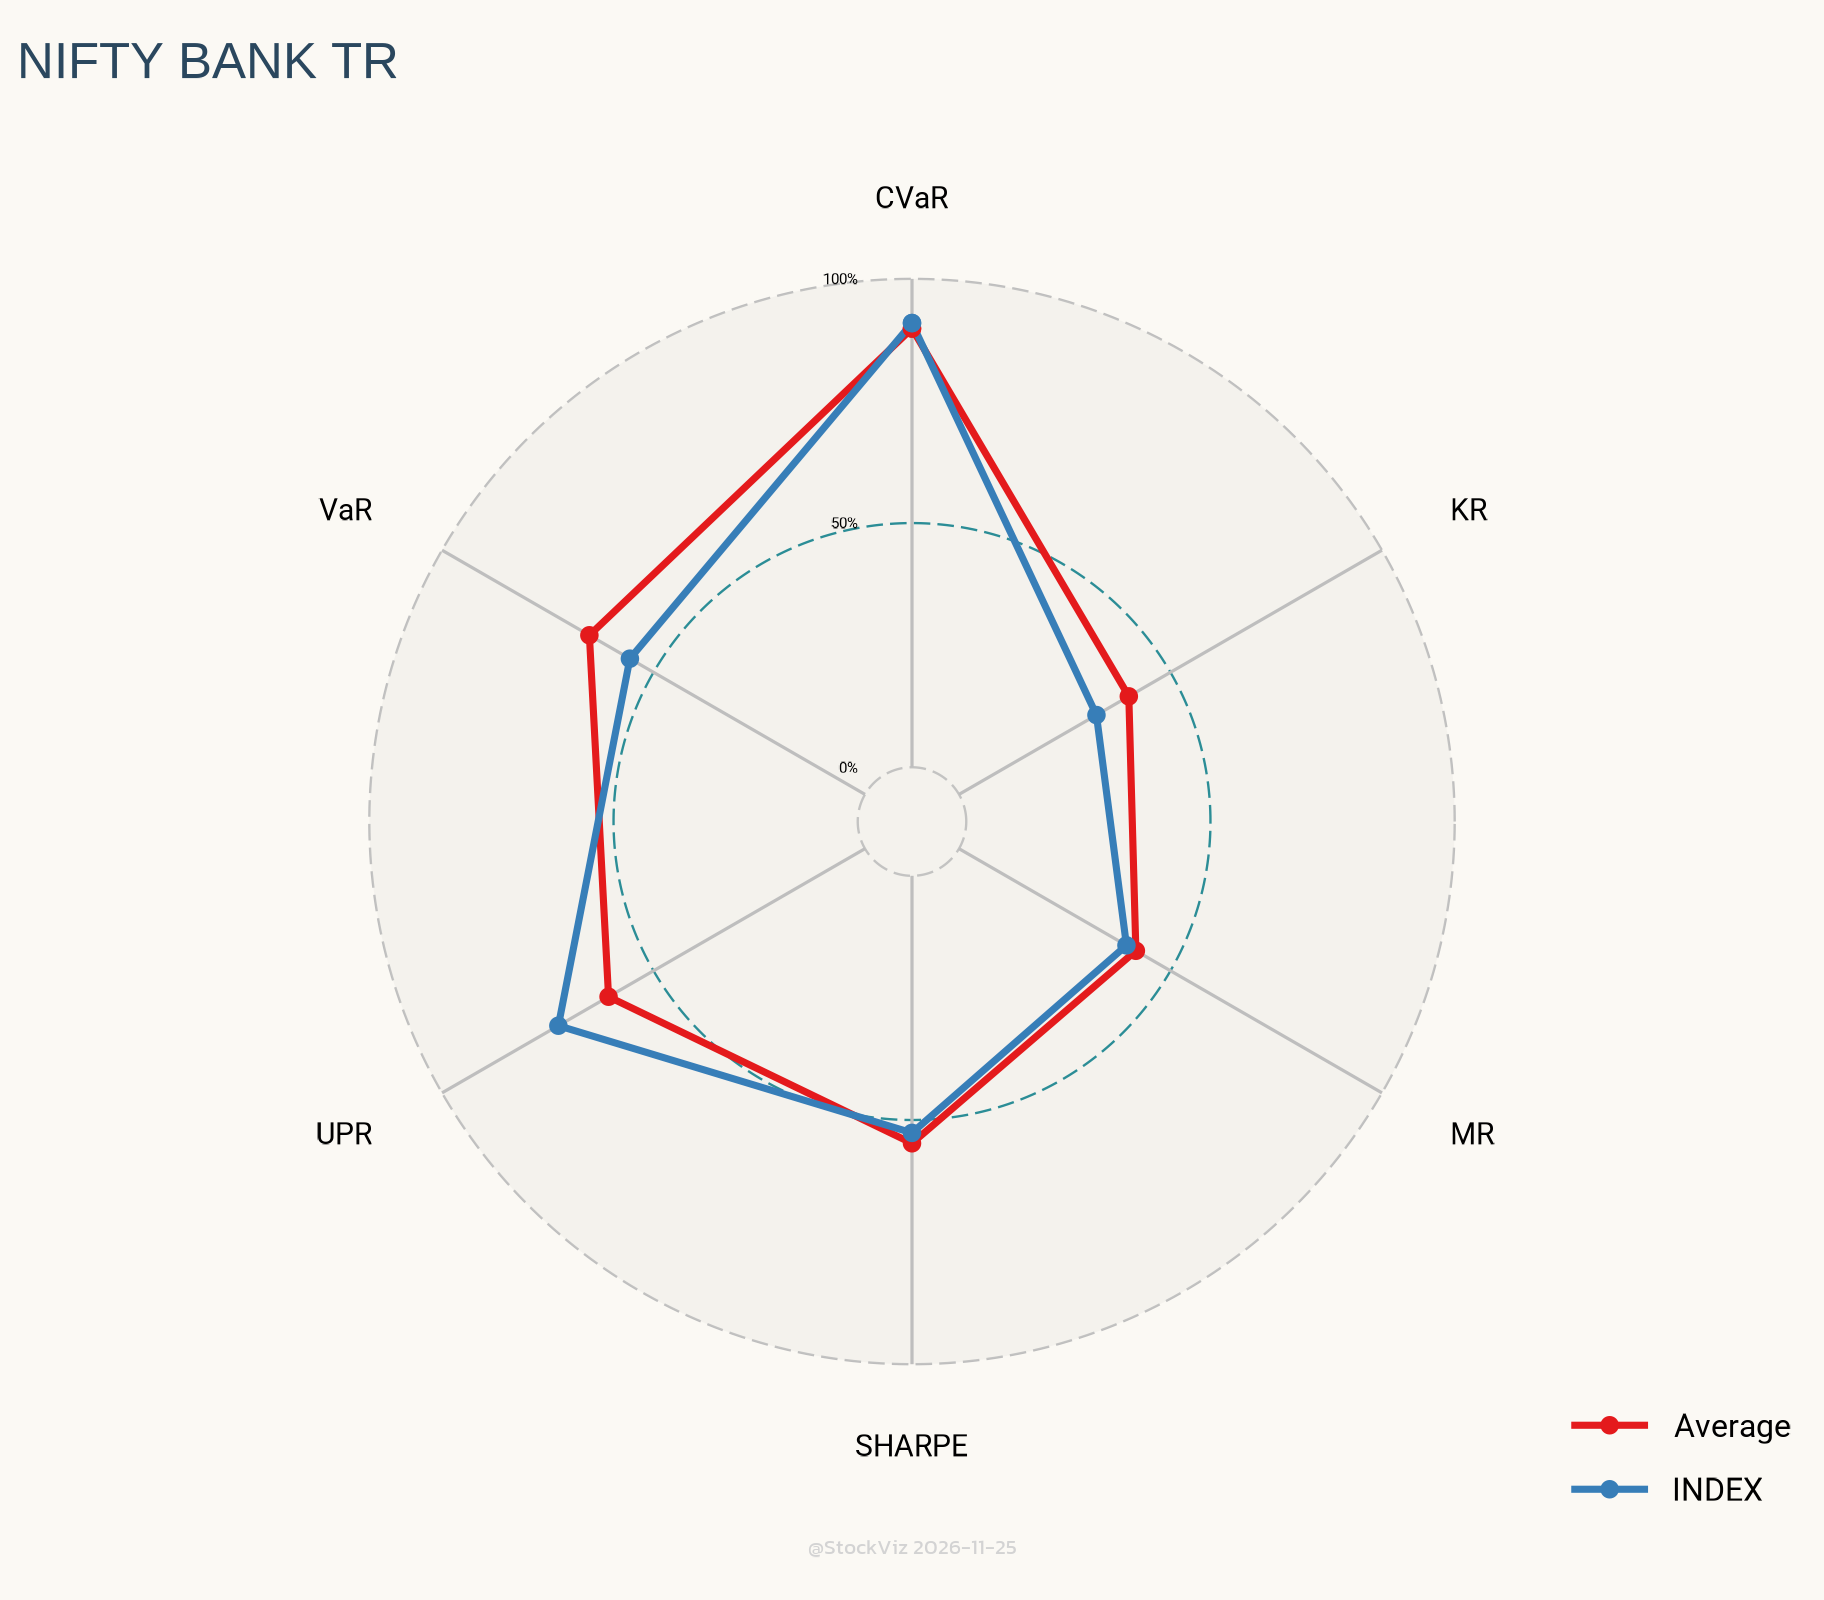 NIFTY BANK TR
CVaR
100%
VaR
KR
50%
0%
UPR
MR
SHARPE
Average
INDEX
@StockViz 2026-11-25